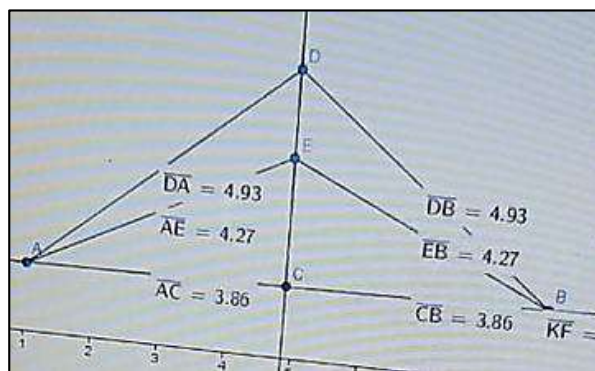 D
E
DA = 4.93
DB = 4.93
AE = 4.27
EB = 4.27
A
C
B
AC = 3.86
CB = 3.86
KF =
1
2
3
4